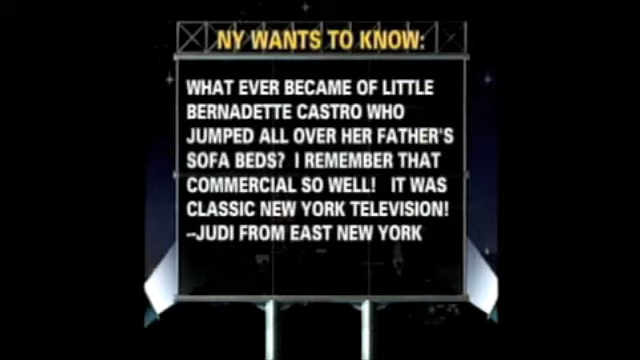 NY WANTS TO KNOW:
WHAT EVER BECAME OF LITTLE
BERNADETTE CASTRO WHO
JUMPED ALL OVER HER FATHER'S
SOFA BEDS? I REMEMBER THAT
COMMERCIAL SO WELL! IT WAS
CLASSIC NEW YORK TELEVISION!
--JUDI FROM EAST NEW YORK